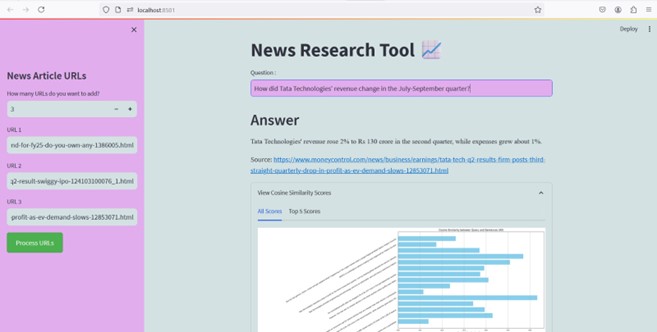 localhost:8501
Deploy
News Article URLs
How many URLs do you want to add?
3
URL 1
nd-for-fy25-do-you-own-any-1386005.html
URL 2
q2-result-swiggy-ipo-124103100076_1.html
URL 3
profit-as-ev-demand-slows-12853071.html
Process URLs
News Research Tool
Question :
How did Tata Technologies' revenue change in the July-September quarter?
Answer
Tata Technologies' revenue rose 2% to Rs 130 crore in the second quarter, while expenses grew about 1%.
Source: https://www.moneycontrol.com/news/business/earnings/tata-tech-q2-results-firm-posts-third-
straight-quarterly-drop-in-profit-as-ev-demand-slows-12853071.html
View Cosine Similarity Scores
All Scores Top 5 Scores